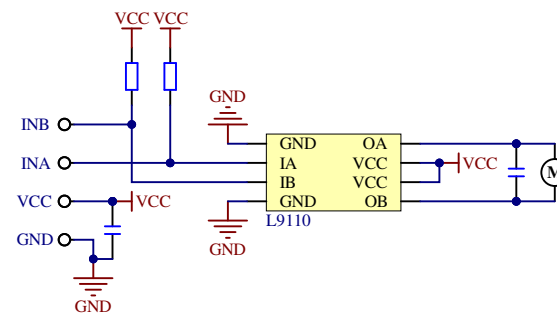 VCC VCC
GND
INB
INA
VCC
GND
VCC
GND
GND OA
IA VCC
IB VCC
GND OB
VCC
M
L9110
GND